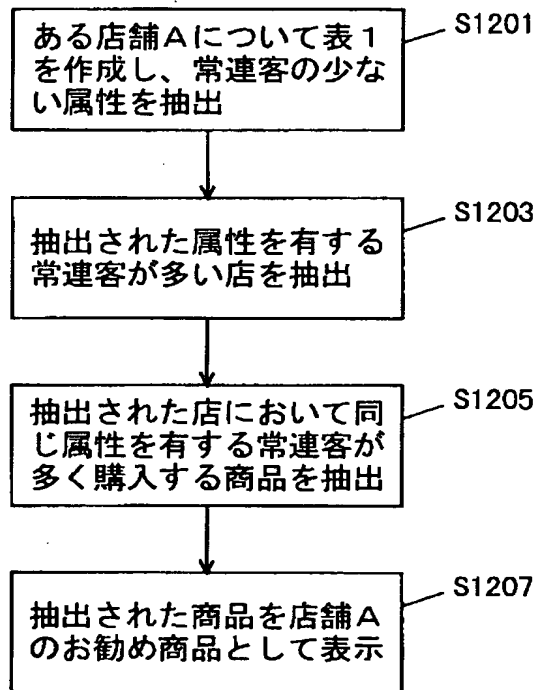 ある店舗Aについて表1
を作成し、常連客の少な
い属性を抽出
S1201
抽出された属性を有する
常連客が多い店を抽出
S1203
抽出された店において同
じ属性を有する常連客が
多く購入する商品を抽出
S1205
抽出された商品を店舗A
のお勧め商品として表示
S1207